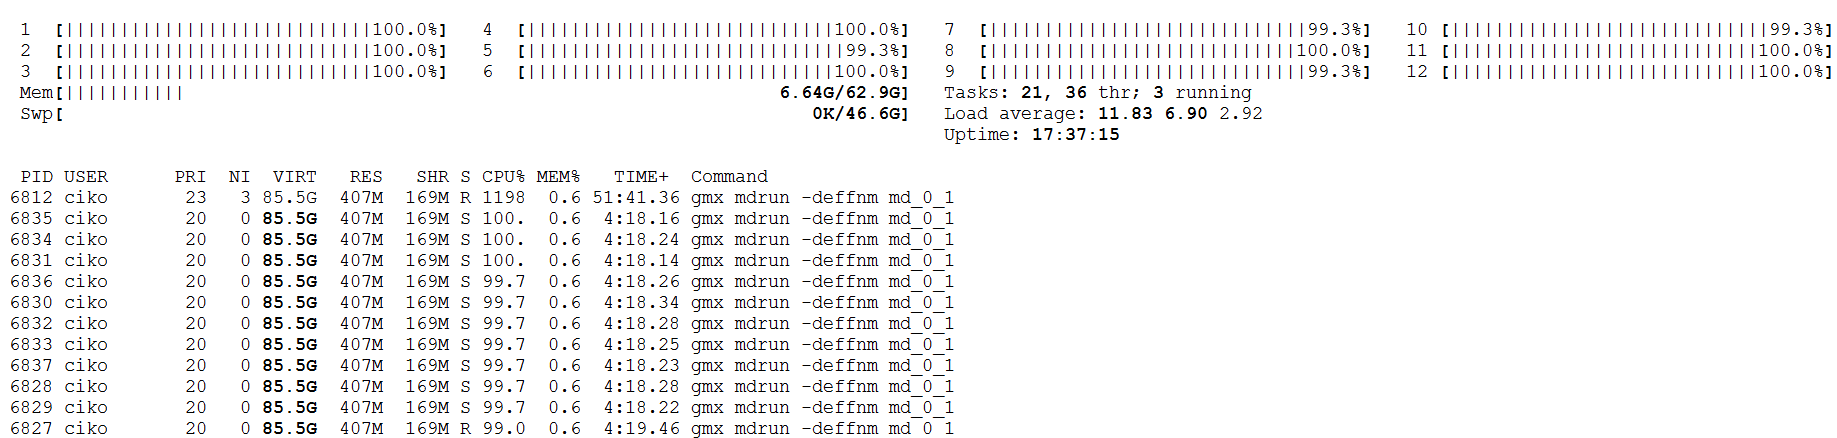 1 [||||||||||||||||||||||||||||100.0%] 4 [||||||||||||||||||||||||||||100.0%] 7 [|||||||||||||||||||||||||||||99.3%] 10 [|||||||||||||||||||||||||||||99.3%]
2 [||||||||||||||||||||||||||||100.0%] 5 [|||||||||||||||||||||||||||||99.3%] 8 [||||||||||||||||||||||||||||100.0%] 11 [||||||||||||||||||||||||||||100.0%]
3 [||||||||||||||||||||||||||||100.0%] 6 [||||||||||||||||||||||||||||100.0%] 9 [|||||||||||||||||||||||||||||99.3%] 12 [||||||||||||||||||||||||||||100.0%]
Mem[||||||||||| 6.64G/62.9G] Tasks: 21, 36 thr; 3 running
Swp[ 0K/46.6G] Load average: 11.83 6.90 2.92
Uptime: 17:37:15
PID USER PRI NI VIRT RES SHR S CPU% MEM% TIME+ Command
6812 ciko 23 3 85.5G 407M 169M R 1198 0.6 51:41.36 gmx mdrun -deffnm md_0_1
6835 ciko 20 0 85.5G 407M 169M S 100. 0.6 4:18.16 gmx mdrun -deffnm md_0_1
6834 ciko 20 0 85.5G 407M 169M S 100. 0.6 4:18.24 gmx mdrun -deffnm md_0_1
6831 ciko 20 0 85.5G 407M 169M S 100. 0.6 4:18.14 gmx mdrun -deffnm md_0_1
6836 ciko 20 0 85.5G 407M 169M S 99.7 0.6 4:18.26 gmx mdrun -deffnm md_0_1
6830 ciko 20 0 85.5G 407M 169M S 99.7 0.6 4:18.34 gmx mdrun -deffnm md_0_1
6832 ciko 20 0 85.5G 407M 169M S 99.7 0.6 4:18.28 gmx mdrun -deffnm md_0_1
6833 ciko 20 0 85.5G 407M 169M S 99.7 0.6 4:18.25 gmx mdrun -deffnm md_0_1
6837 ciko 20 0 85.5G 407M 169M S 99.7 0.6 4:18.23 gmx mdrun -deffnm md_0_1
6828 ciko 20 0 85.5G 407M 169M S 99.7 0.6 4:18.28 gmx mdrun -deffnm md_0_1
6829 ciko 20 0 85.5G 407M 169M S 99.7 0.6 4:18.22 gmx mdrun -deffnm md_0_1
6827 ciko 20 0 85.5G 407M 169M R 99.0 0.6 4:19.46 gmx mdrun -deffnm md_0_1